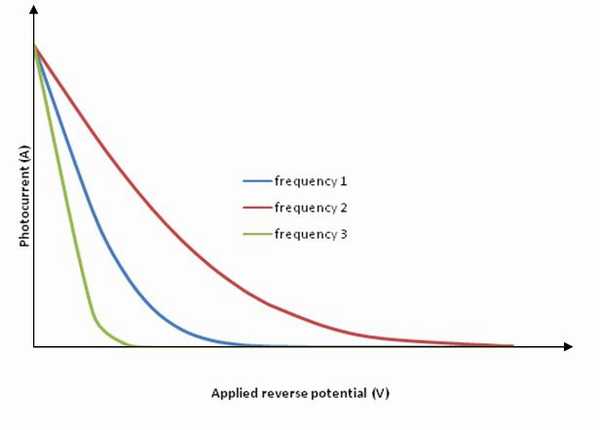 Photocurrent (A)
frequency 1
frequency 2
frequency 3
Applied reverse potential (V)